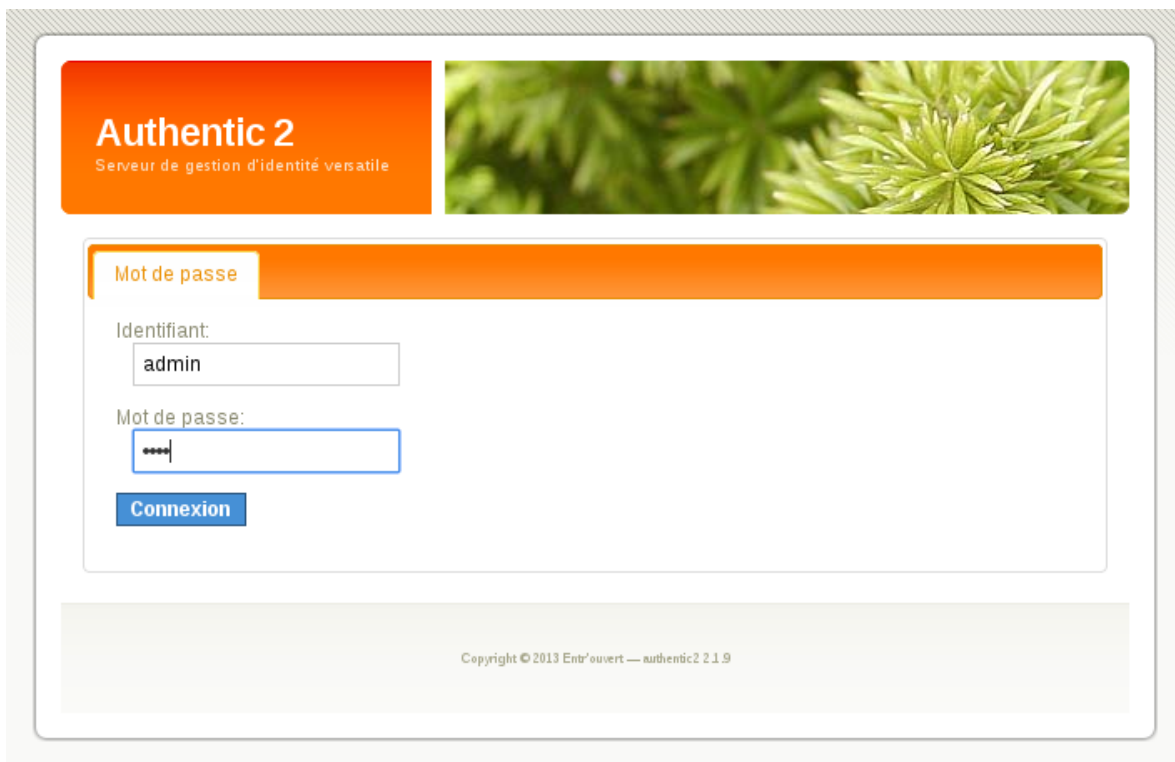 Authentic 2
Serveur de gestion d'identité versatile
Mot de passe
Identifiant:
admin
Mot de passe:
••••
Connexion
Copyright © 2013 Entr'ouvert — authentic2 2.1.9